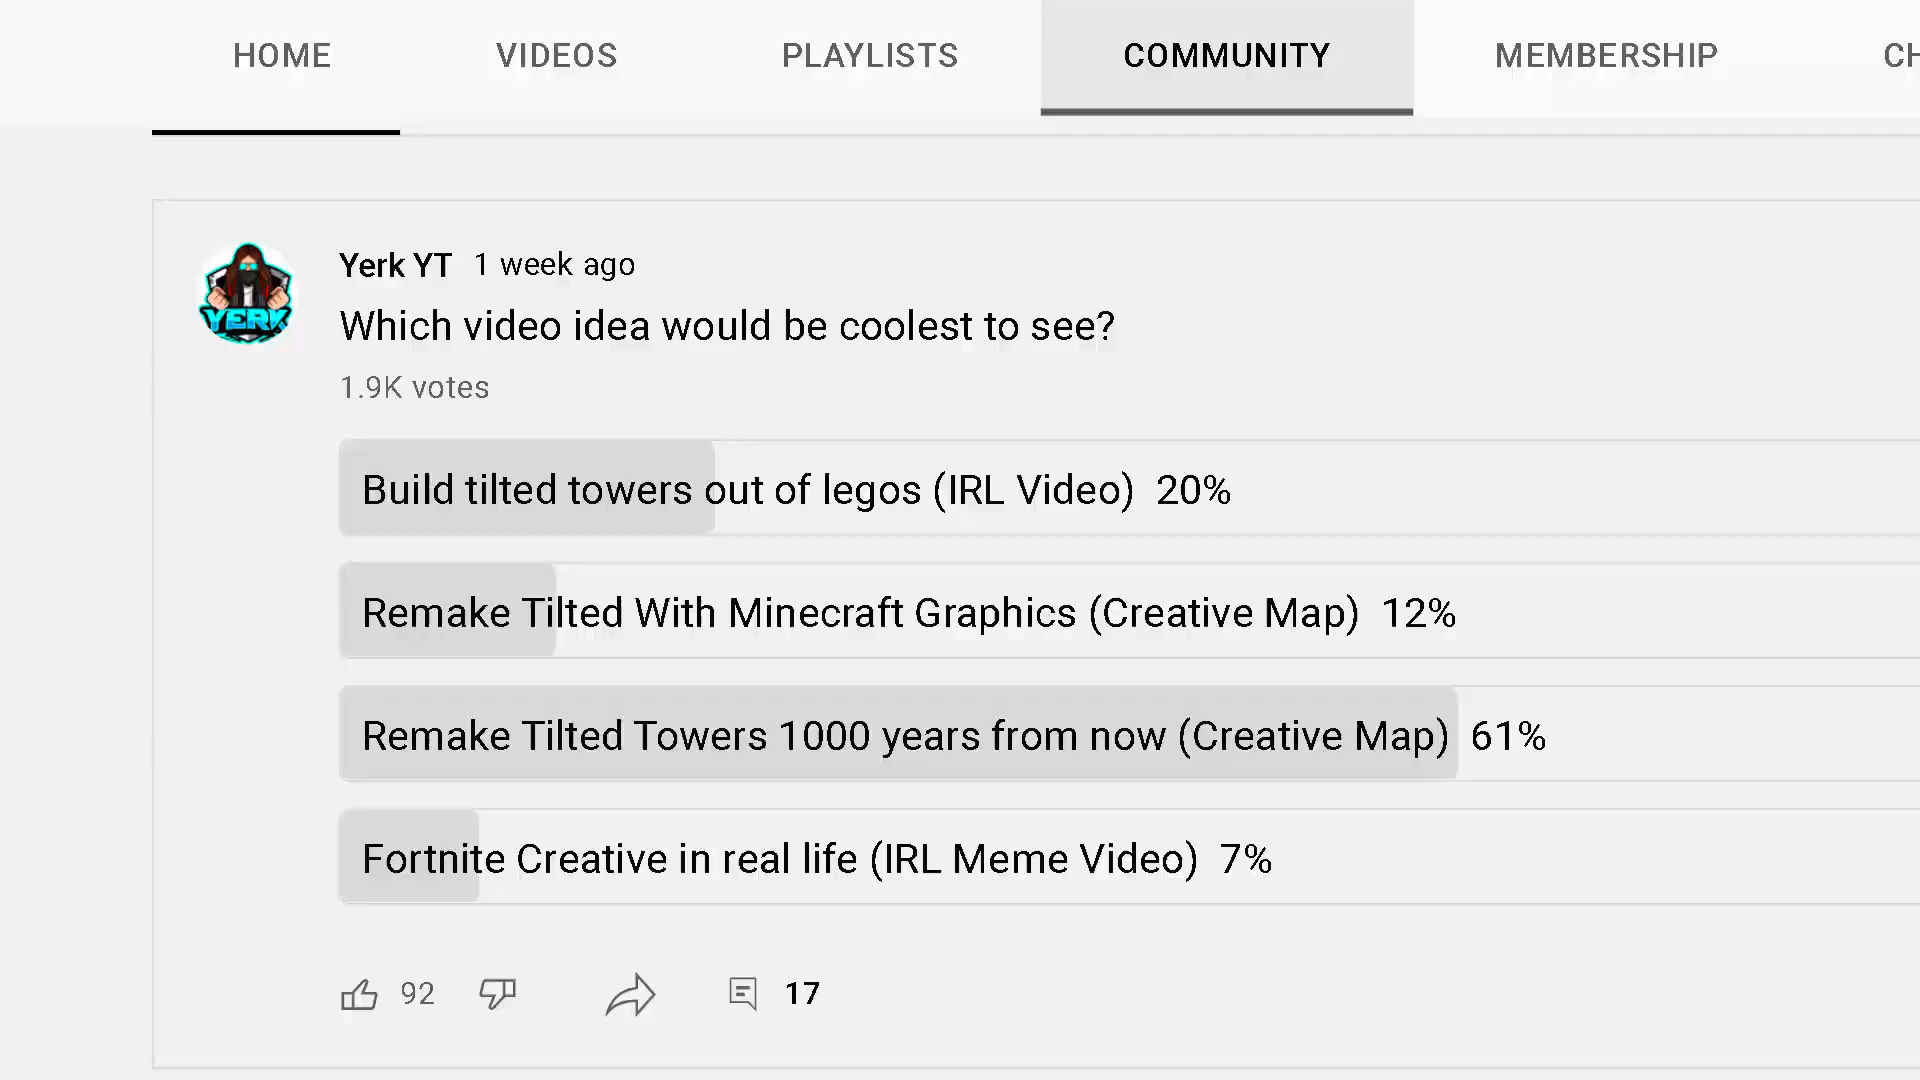 HOME VIDEOS PLAYLISTS COMMUNITY MEMBERSHIP CH
Yerk YT 1 week ago
YERK
Which video idea would be coolest to see?
1.9K votes
Build tilted towers out of legos (IRL Video) 20%
Remake Tilted With Minecraft Graphics (Creative Map) 12%
Remake Tilted Towers 1000 years from now (Creative Map) 61%
Fortnite Creative in real life (IRL Meme Video) 7%
92 17